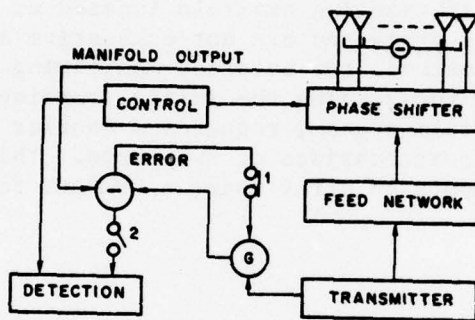 MANIFOLD OUTPUT
CONTROL
PHASE SHIFTER
ERROR
1
FEED NETWORK
2
G
DETECTION
TRANSMITTER